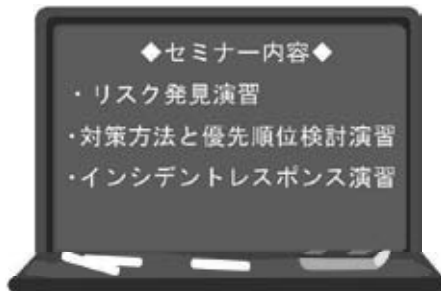 ◆セミナー内容◆
・リスク発見演習
・対策方法と優先順位検討演習
・インシデントレスポンス演習